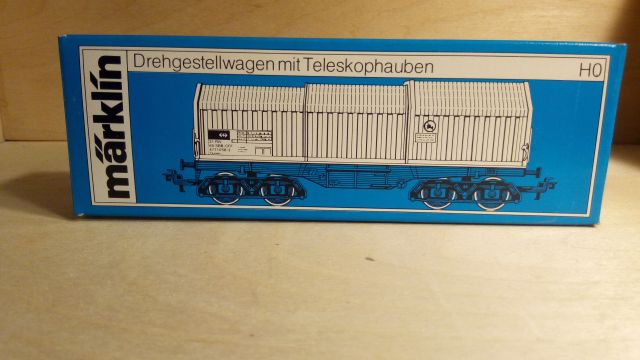 märklin
Drehgestellwagen mit Teleskophauben
H0